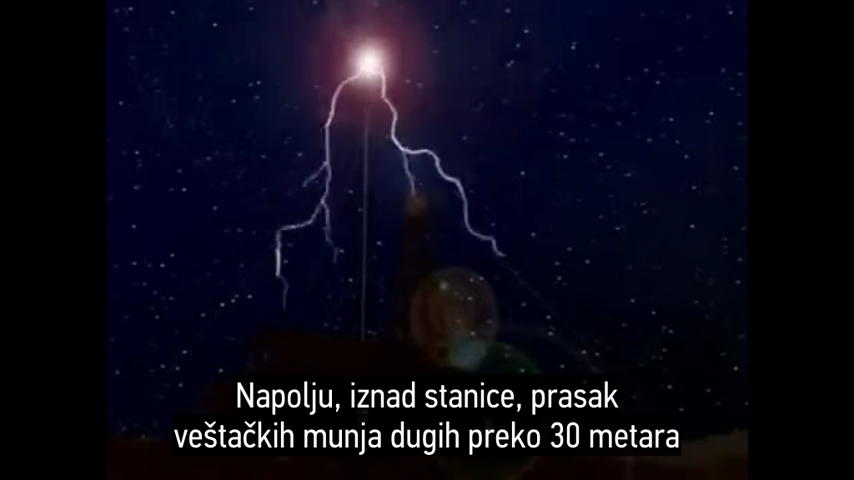 Napolju, iznad stanice, prasak
veštačkih munja dugih preko 30 metara